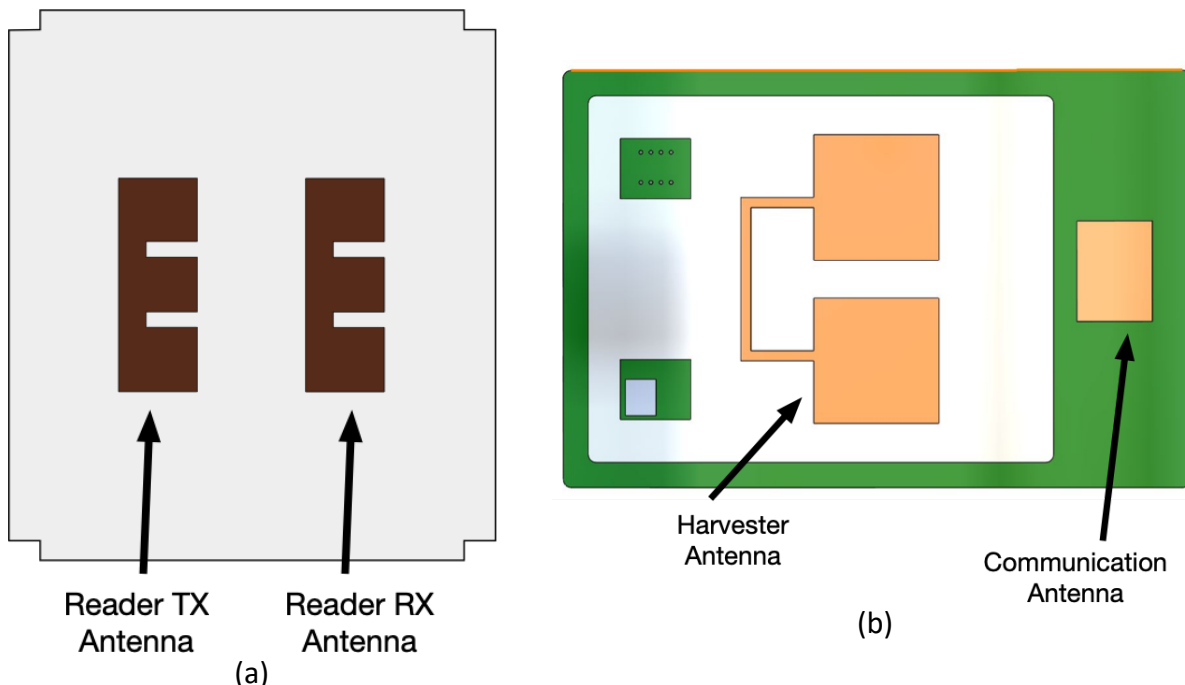 Reader TX
Antenna
Reader RX
Antenna
(a)
Harvester
Antenna
Communication
Antenna
(b)